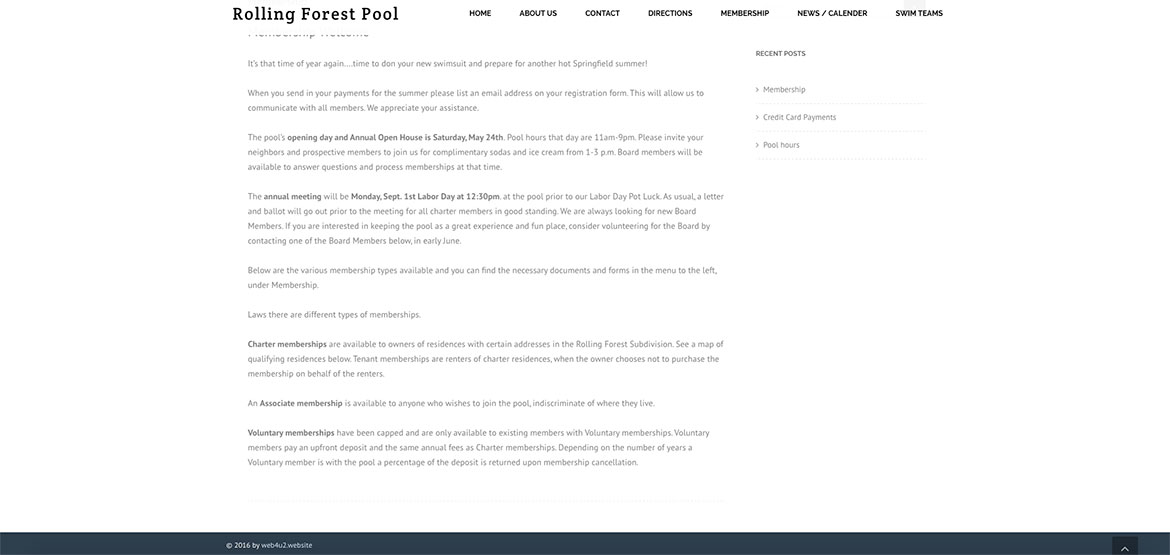 Rolling Forest Pool
HOME ABOUT US CONTACT DIRECTIONS MEMBERSHIP NEWS / CALENDER SWIM TEAMS
Membership Welcome
It's that time of year again....time to don your new swimsuit and prepare for another hot Springfield summer!
When you send in your payments for the summer please list an email address on your registration form. This will allow us to
communicate with all members. We appreciate your assistance.
The pool's opening day and Annual Open House is Saturday, May 24th. Pool hours that day are 11am-9pm. Please invite your
neighbors and prospective members to join us for complimentary sodas and ice cream from 1-3 p.m. Board members will be
available to answer questions and process memberships at that time.
The annual meeting will be Monday, Sept. 1st Labor Day at 12:30pm. at the pool prior to our Labor Day Pot Luck. As usual, a letter
and ballot will go out prior to the meeting for all charter members in good standing. We are always looking for new Board
Members. If you are interested in keeping the pool as a great experience and fun place, consider volunteering for the Board by
contacting one of the Board Members below, in early June.
Below are the various membership types available and you can find the necessary documents and forms in the menu to the left,
under Membership.
Laws there are different types of memberships.
Charter memberships are available to owners of residences with certain addresses in the Rolling Forest Subdivision. See a map of
qualifying residences below. Tenant memberships are renters of charter residences, when the owner chooses not to purchase the
membership on behalf of the renters.
An Associate membership is available to anyone who wishes to join the pool, indiscriminate of where they live.
Voluntary memberships have been capped and are only available to existing members with Voluntary memberships. Voluntary
members pay an upfront deposit and the same annual fees as Charter memberships. Depending on the number of years a
Voluntary member is with the pool a percentage of the deposit is returned upon membership cancellation.
RECENT POSTS
Membership
Credit Card Payments
Pool hours
© 2016 by web4u2.website